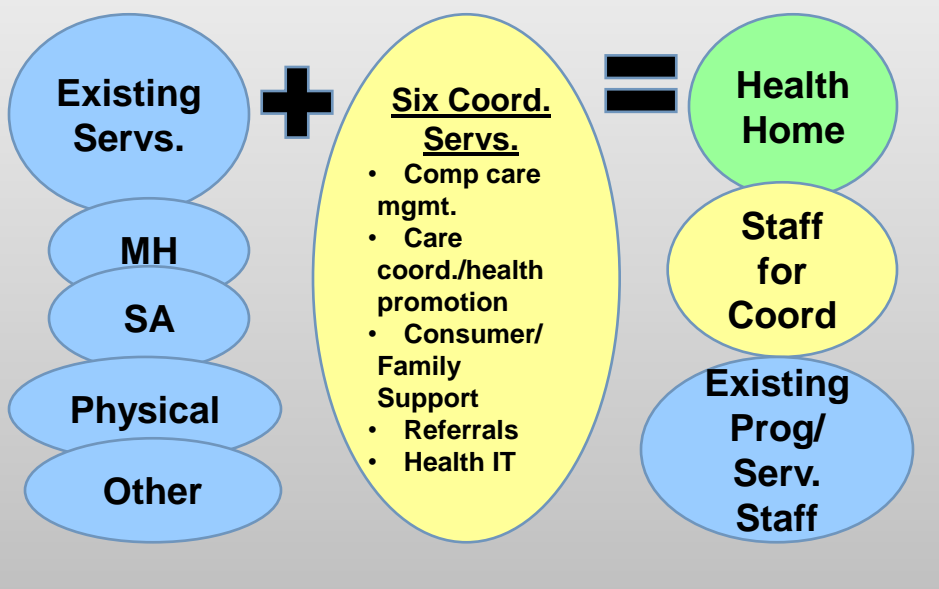 Existing
Servs.
MH
SA
Physical
Other
Six Coord.
Servs.
• Comp care
mgmt.
• Care
coord./health
promotion
• Consumer/
Family
Support
• Referrals
• Health IT
Health
Home
Staff
for
Coord
Existing
Prog/
Serv.
Staff